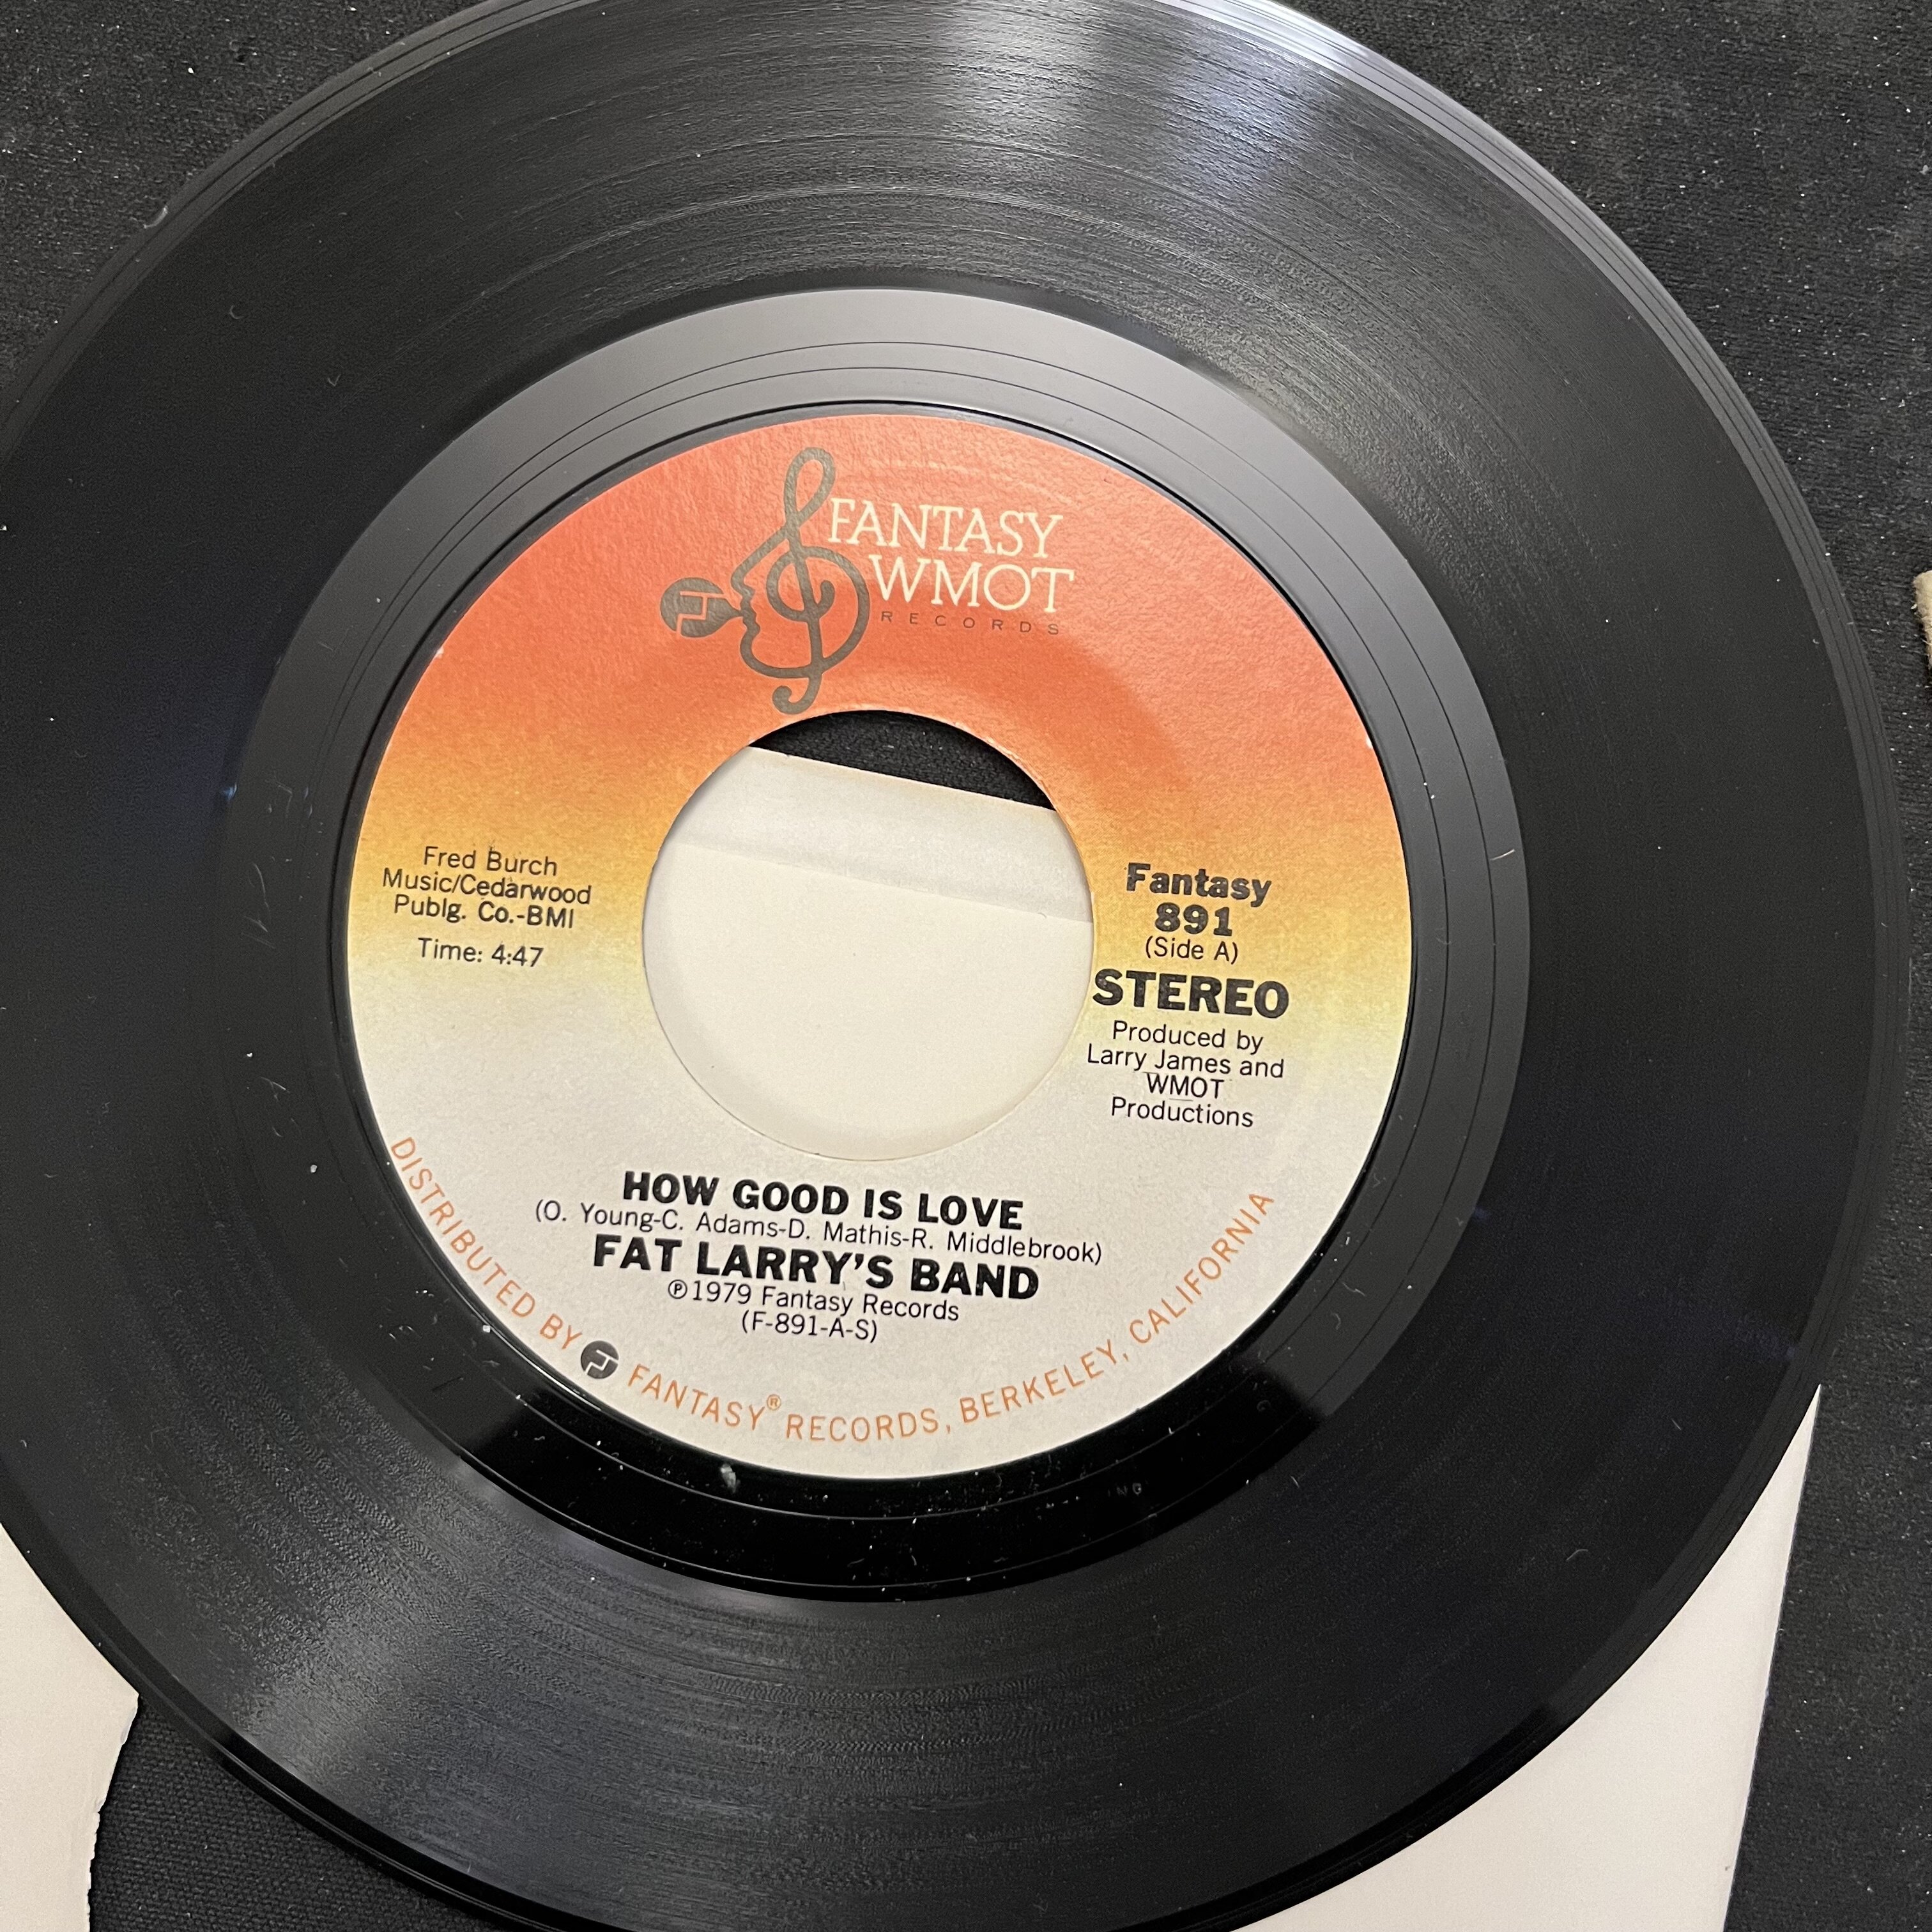 FANTASY
WMOT
RECORDS
Fred Burch
Music/Cedarwood
Publg. Co.-BMI
Time: 4:47
Fantasy
891
(Side A)
STEREO
Produced by
Larry James and
WMOT
Productions
HOW GOOD IS LOVE
(O. Young-C. Adams-D. Mathis-R. Middlebrook)
FAT LARRY'S BAND
℗1979 Fantasy Records
(F-891-A-S)
DISTRIBUTED BY FANTASY® RECORDS, BERKELEY, CALIFORNIA